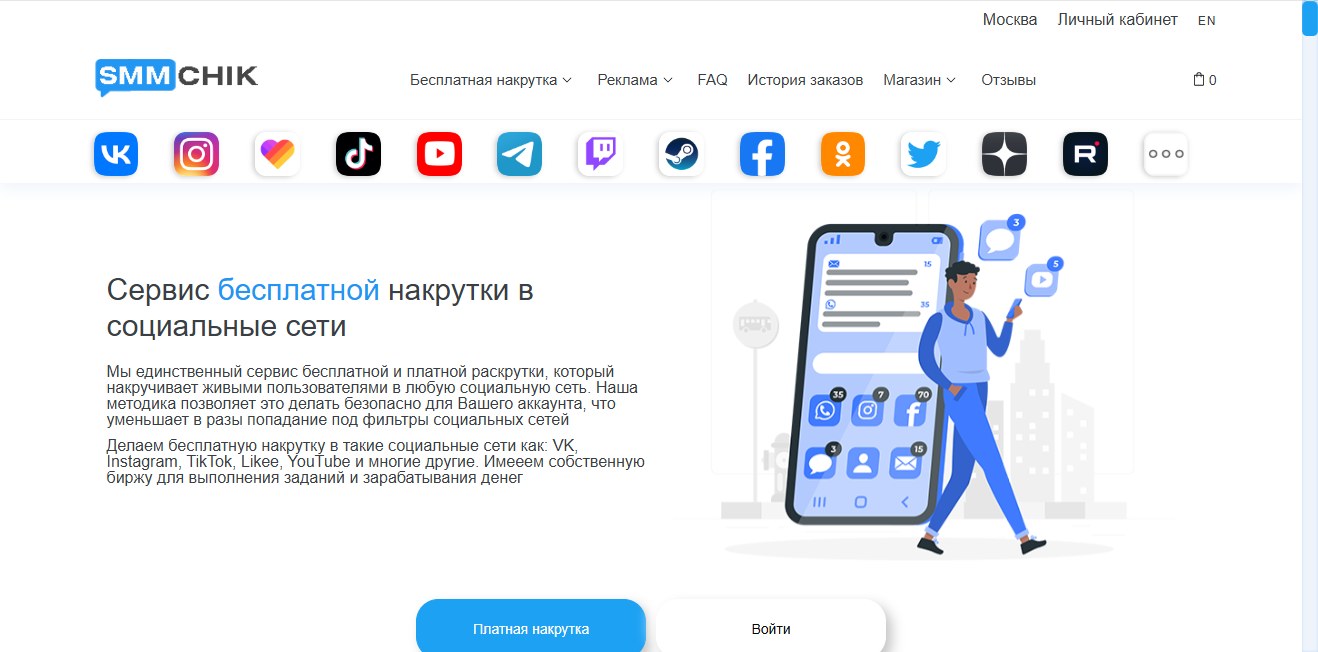 Москва Личный кабинет EN
SMMCHIK
Бесплатная накрутка Реклама FAQ История заказов Магазин Отзывы 0
Сервис бесплатной накрутки в
социальные сети
Мы единственный сервис бесплатной и платной раскрутки, который
накручивает живыми пользователями в любую социальную сеть. Наша
методика позволяет это делать безопасно для Вашего аккаунта, что
уменьшает в разы попадание под фильтры социальных сетей
Делаем бесплатную накрутку в такие социальные сети как: VK,
Instagram, TikTok, Likee, YouTube и многие другие. Имееем собственную
биржу для выполнения заданий и зарабатывания денег
3
5
15
35
35 7 70
3 15
Платная накрутка Войти